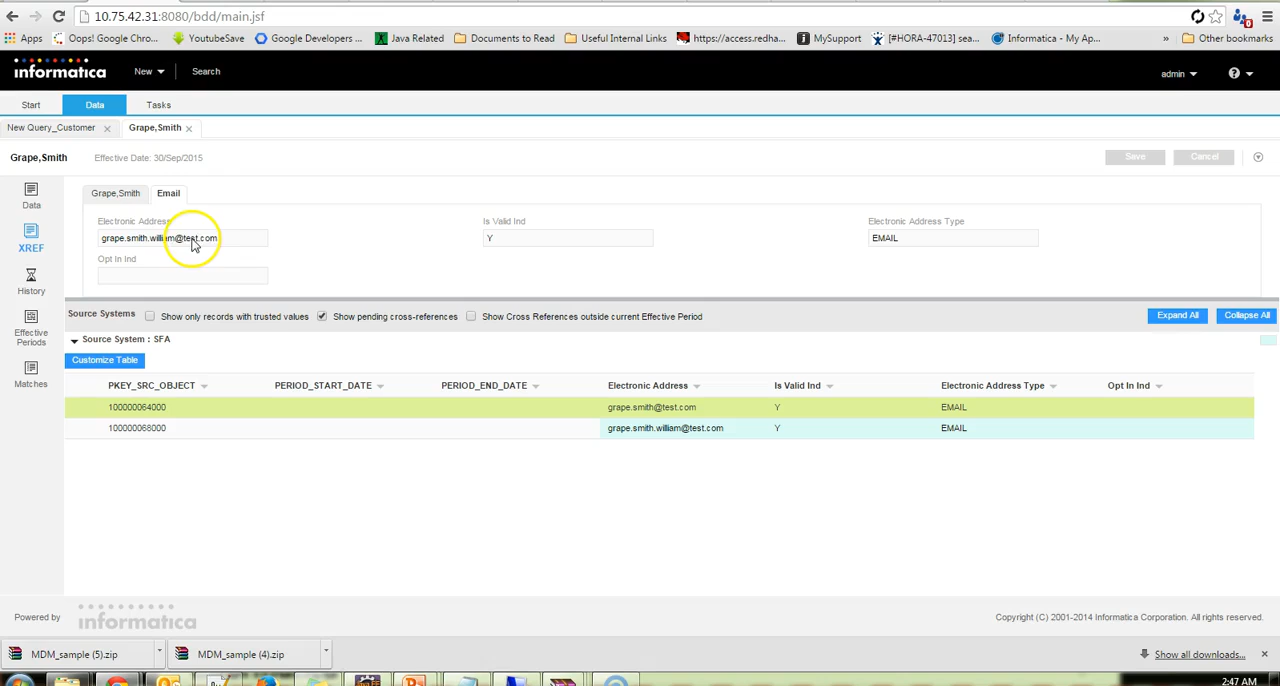 10.75.42.31:8080/bdd/main.jsf
Apps Oops! Google Chro... YoutubeSave Google Developers ... Java Related Documents to Read Useful Internal Links https://access.redha... MySupport [#HORA-47013] sea... Informatica - My Ap... » Other bookmarks
informatica New Search admin
Start Data Tasks
New Query_Customer Grape,Smith
Grape,Smith Effective Date: 30/Sep/2015 Save Cancel
Data
XREF
History
Effective
Periods
Matches
Grape,Smith Email
Electronic Address Is Valid Ind Electronic Address Type
grape.smith.william@test.com Y EMAIL
Opt In Ind
Source Systems Show only records with trusted values Show pending cross-references Show Cross References outside current Effective Period Expand All Collapse All
Source System : SFA
Customize Table
PKEY_SRC_OBJECT PERIOD_START_DATE PERIOD_END_DATE Electronic Address Is Valid Ind Electronic Address Type Opt In Ind
100000064000 grape.smith@test.com Y EMAIL
100000068000 grape.smith.william@test.com Y EMAIL
Powered by informatica Copyright (C) 2001-2014 Informatica Corporation. All rights reserved.
MDM_sample (5).zip MDM_sample (4).zip Show all downloads...
2:47 AM